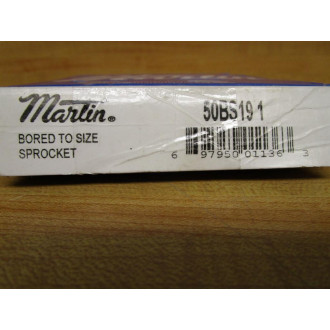 Martin®
BORED TO SIZE
SPROCKET
50BS19 1
6 97950 01136 3